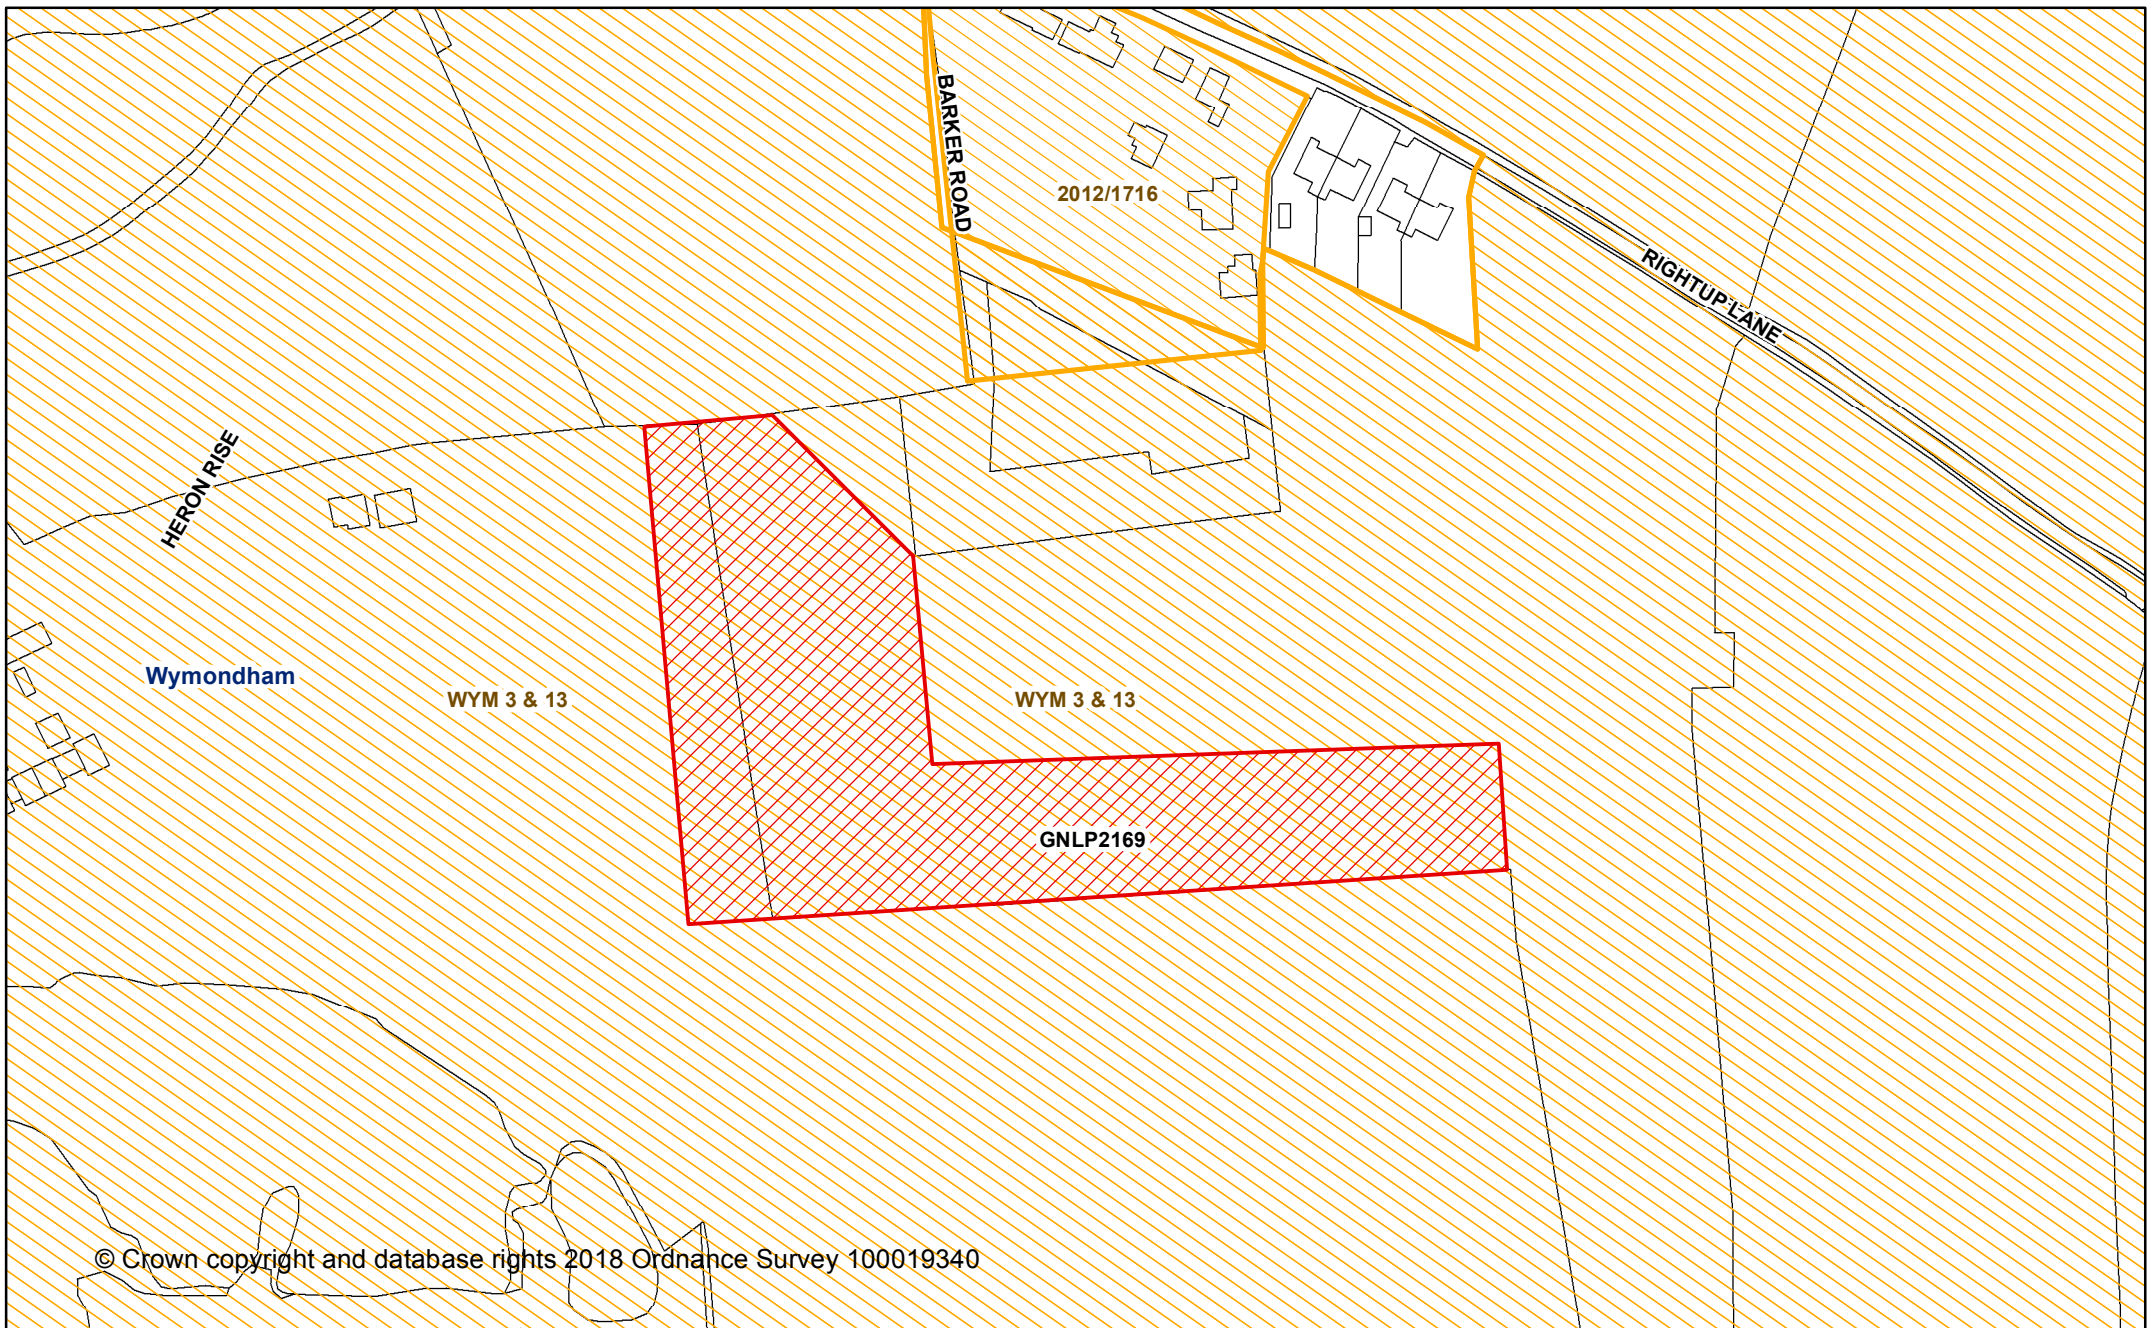 BARKER ROAD
2012/1716
RIGHTUP LANE
HERON RISE
Wymondham
WYM 3 & 13
WYM 3 & 13
GNLP2169
© Crown copyright and database rights 2018 Ordnance Survey 100019340